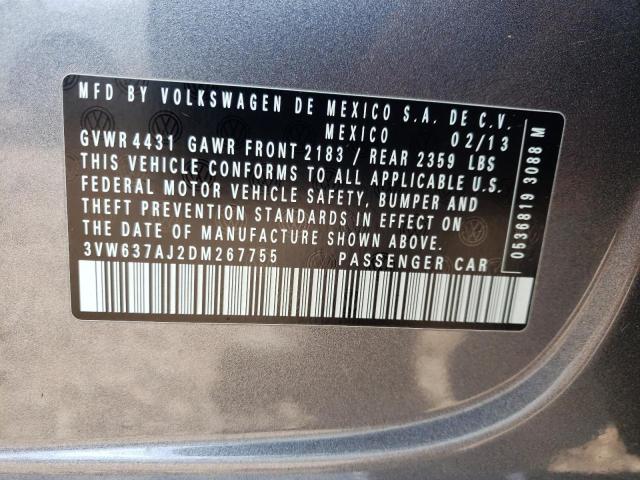 MFD BY VOLKSWAGEN DE MEXICO S.A. DE C.V.
MEXICO 02/13
GVWR 4431 GAWR FRONT 2183 / REAR 2359 LBS
THIS VEHICLE CONFORMS TO ALL APPLICABLE U.S.
FEDERAL MOTOR VEHICLE SAFETY, BUMPER AND
THEFT PREVENTION STANDARDS IN EFFECT ON
THE DATE OF MANUFACTURE SHOWN ABOVE.
3VW637AJ2DM267755 PASSENGER CAR
0536819 3088 M